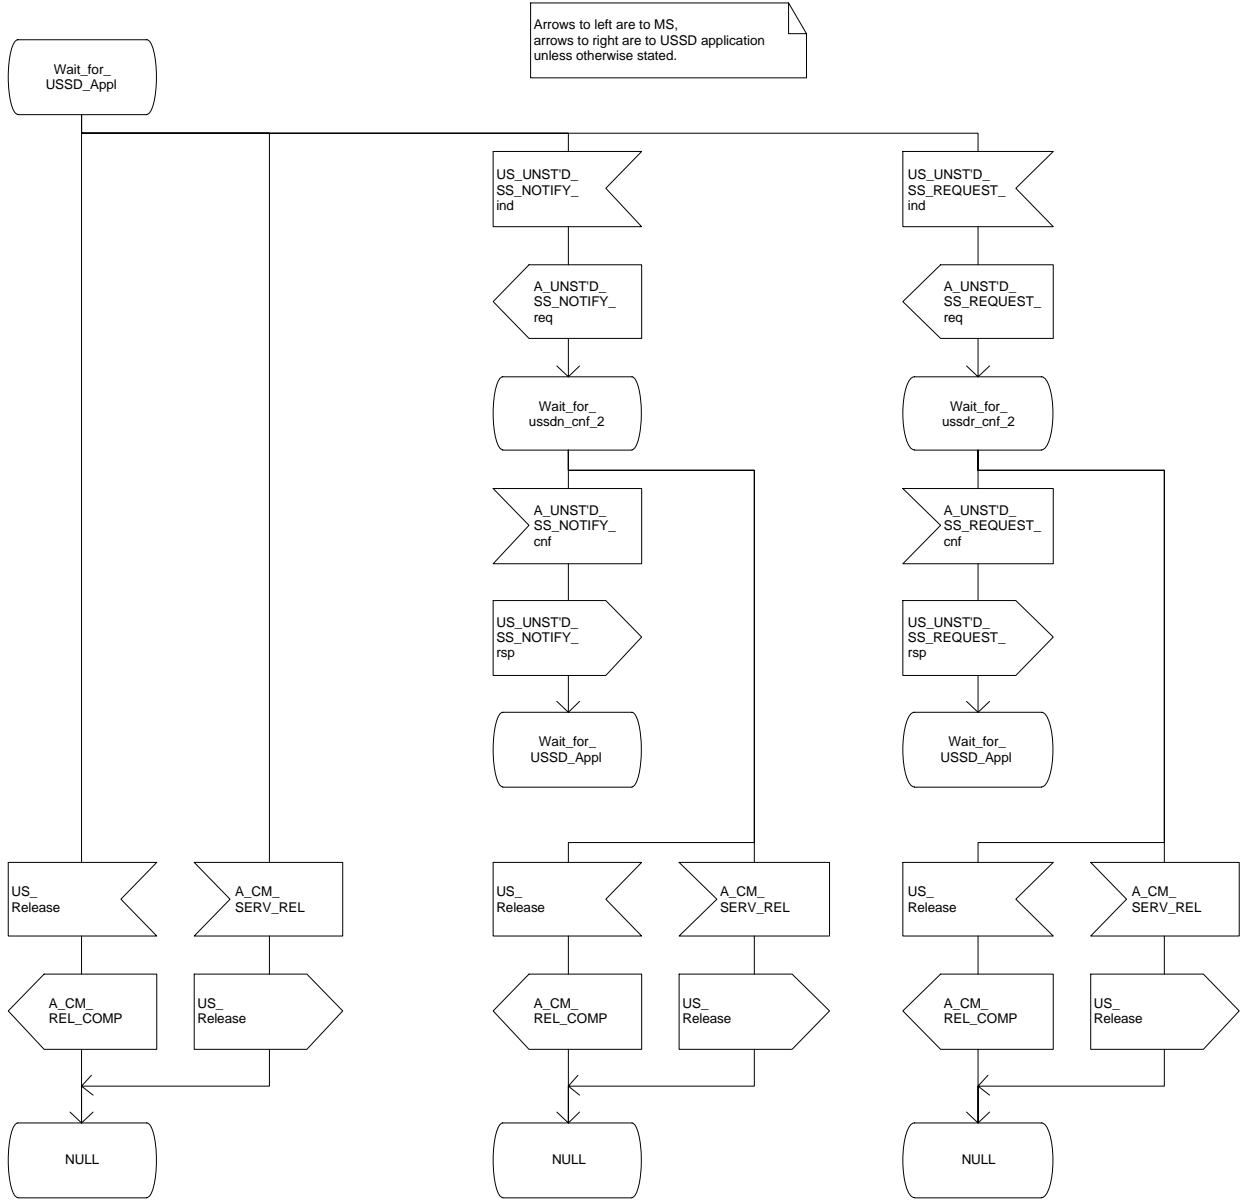 Arrows to left are to MS,
arrows to right are to USSD application
unless otherwise stated.
Wait_for_
USSD_Appl
US_UNST'D_
SS_NOTIFY_
ind
US_UNST'D_
SS_REQUEST_
ind
A_UNST'D_
SS_NOTIFY_
req
A_UNST'D_
SS_REQUEST_
req
Wait_for_
ussdn_cnf_2
Wait_for_
ussdr_cnf_2
A_UNST'D_
SS_NOTIFY_
cnf
A_UNST'D_
SS_REQUEST_
cnf
US_UNST'D_
SS_NOTIFY_
rsp
US_UNST'D_
SS_REQUEST_
rsp
Wait_for_
USSD_Appl
Wait_for_
USSD_Appl
US_
Release
A_CM_
SERV_REL
US_
Release
A_CM_
SERV_REL
US_
Release
A_CM_
SERV_REL
A_CM_
REL_COMP
US_
Release
A_CM_
REL_COMP
US_
Release
A_CM_
REL_COMP
US_
Release
NULL
NULL
NULL